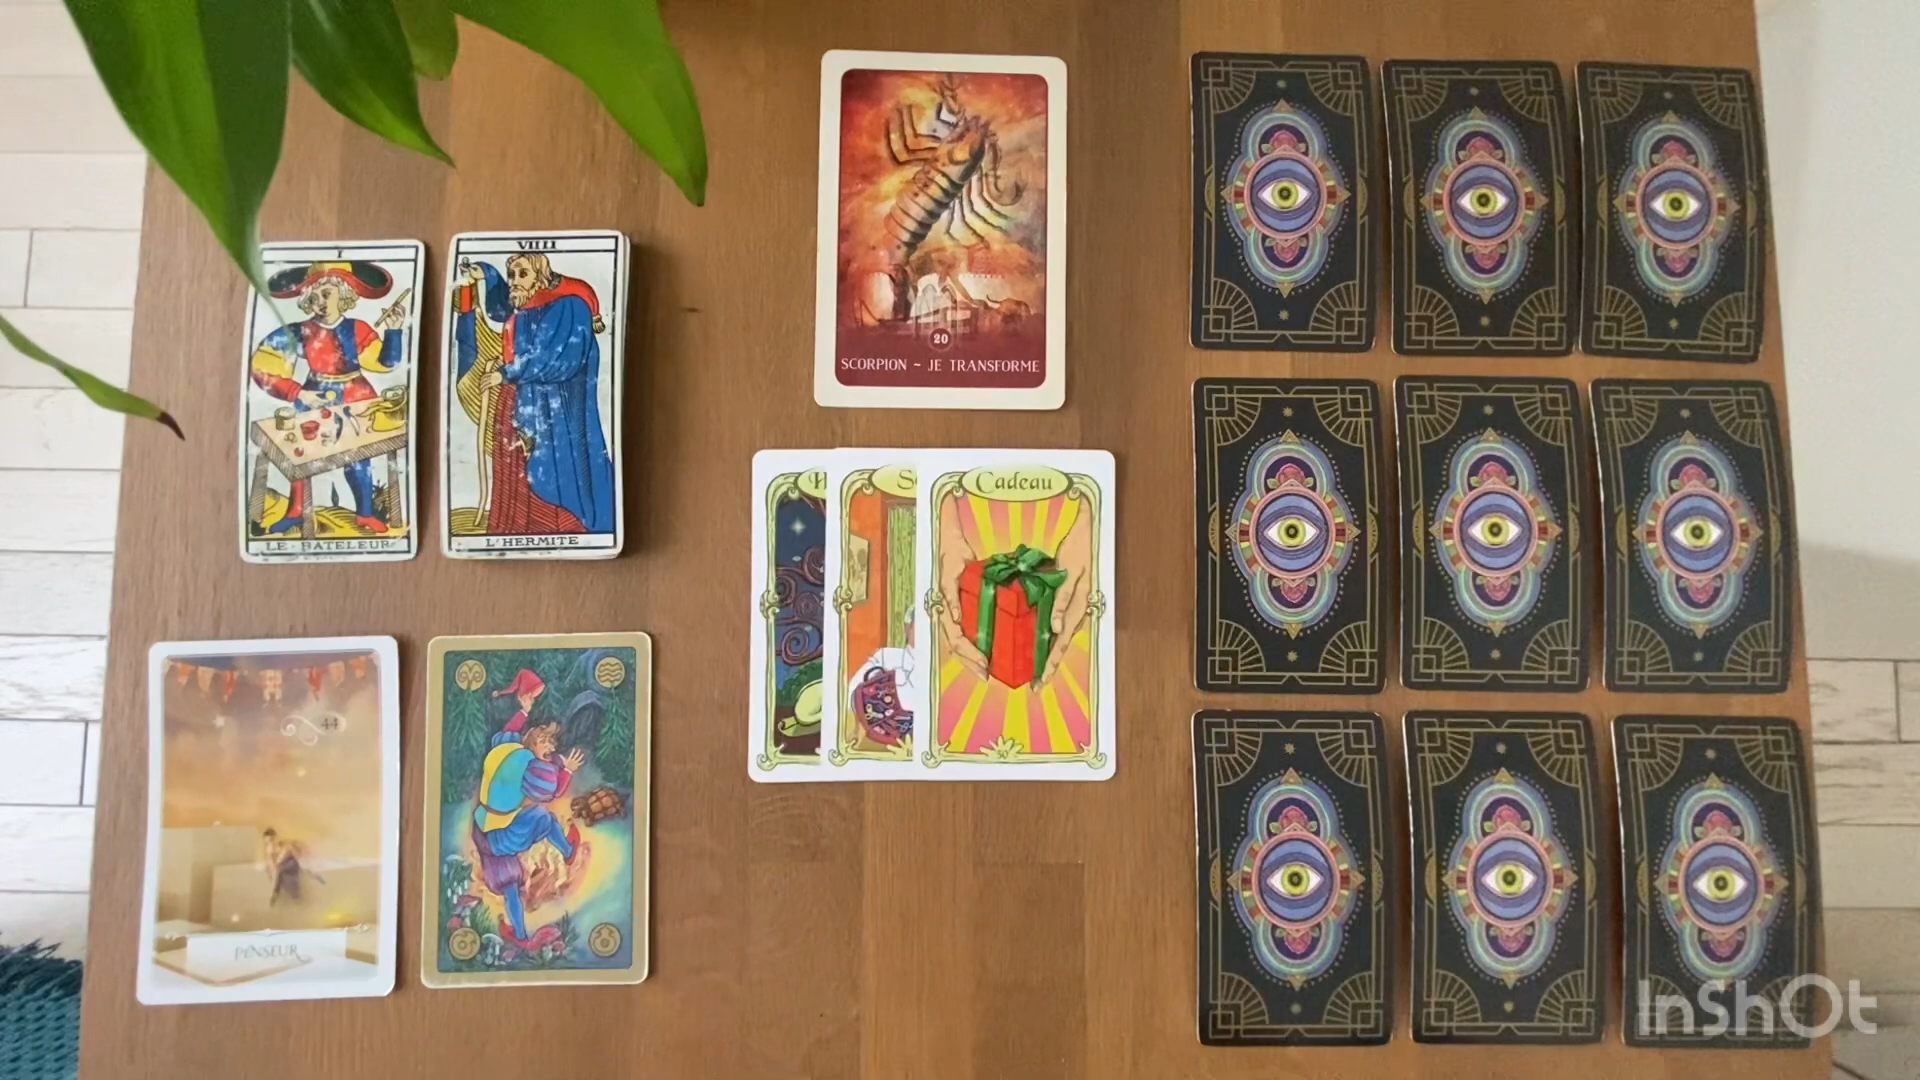 I
LE·BATELEUR
VIIII
L'HERMITE
20
SCORPION ~ JE TRANSFORME
Cadeau
30
44
PENSEUR
InShOt